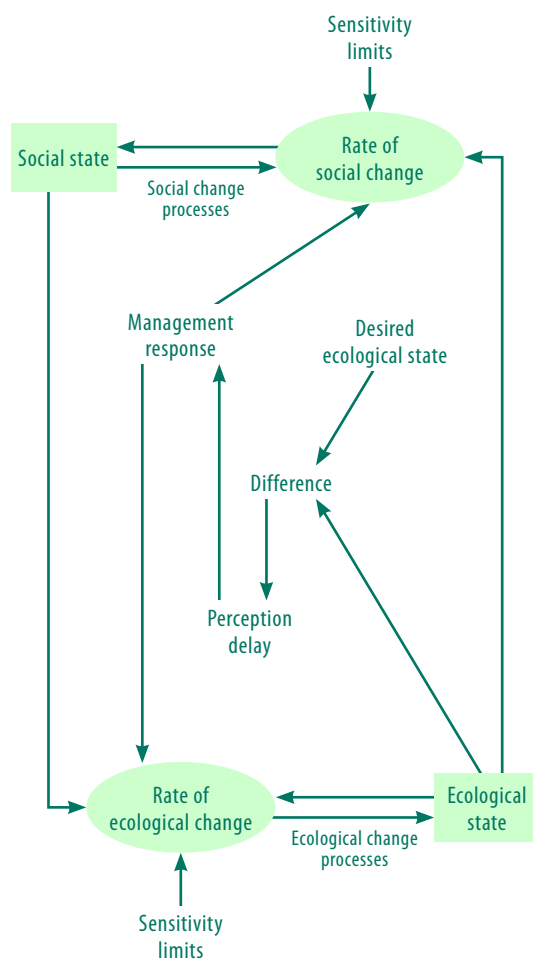 Sensitivity
limits
Rate of
social change
Social state
Social change
processes
Management
response
Desired
ecological state
Difference
Perception
delay
Rate of
ecological change
Ecological
state
Ecological change
processes
Sensitivity
limits